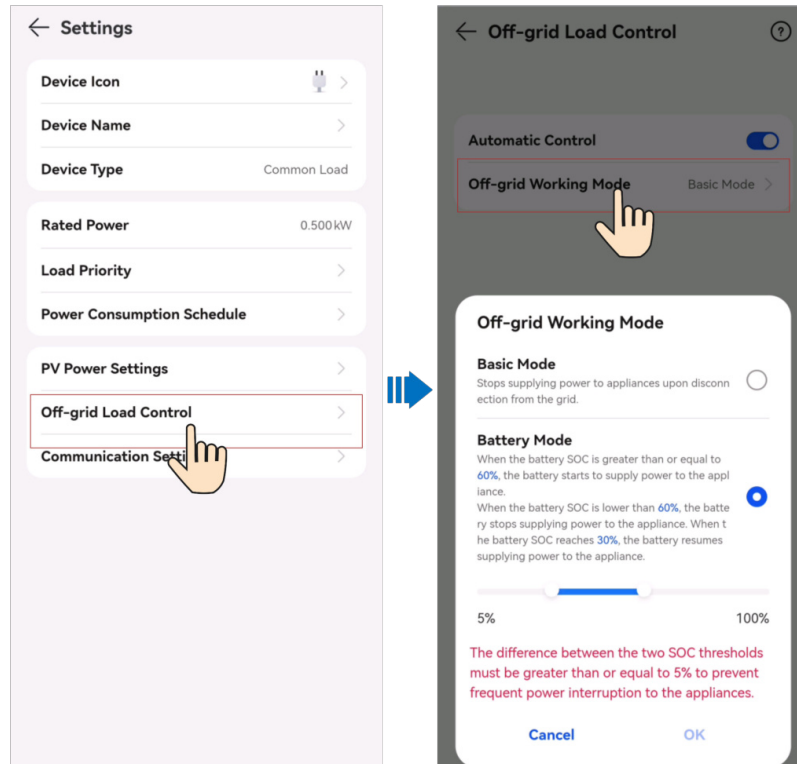 Settings
Device Icon
Device Name
Device Type Common Load
Rated Power 0.500 kW
Load Priority
Power Consumption Schedule
PV Power Settings
Off-grid Load Control
Communication Setti
Off-grid Load Control
Automatic Control
Off-grid Working Mode Basic Mode
Off-grid Working Mode
Basic Mode
Stops supplying power to appliances upon disconn
ection from the grid.
Battery Mode
When the battery SOC is greater than or equal to
60%, the battery starts to supply power to the appl
iance.
When the battery SOC is lower than 60%, the batte
ry stops supplying power to the appliance. When t
he battery SOC reaches 30%, the battery resumes
supplying power to the appliance.
5% 100%
The difference between the two SOC thresholds
must be greater than or equal to 5% to prevent
frequent power interruption to the appliances.
Cancel OK